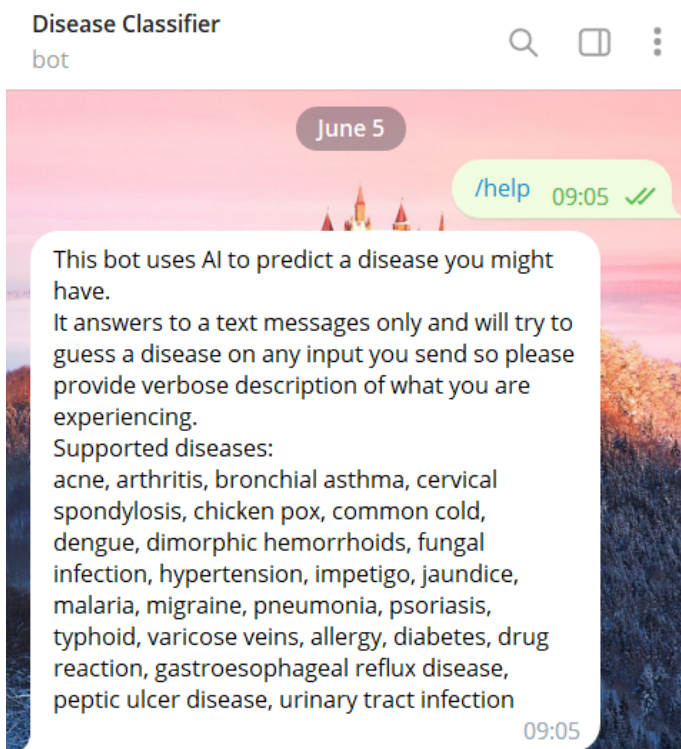 Disease Classifier
bot
June 5
/help 09:05
This bot uses AI to predict a disease you might
have.
It answers to a text messages only and will try to
guess a disease on any input you send so please
provide verbose description of what you are
experiencing.
Supported diseases:
acne, arthritis, bronchial asthma, cervical
spondylosis, chicken pox, common cold,
dengue, dimorphic hemorrhoids, fungal
infection, hypertension, impetigo, jaundice,
malaria, migraine, pneumonia, psoriasis,
typhoid, varicose veins, allergy, diabetes, drug
reaction, gastroesophageal reflux disease,
peptic ulcer disease, urinary tract infection
09:05